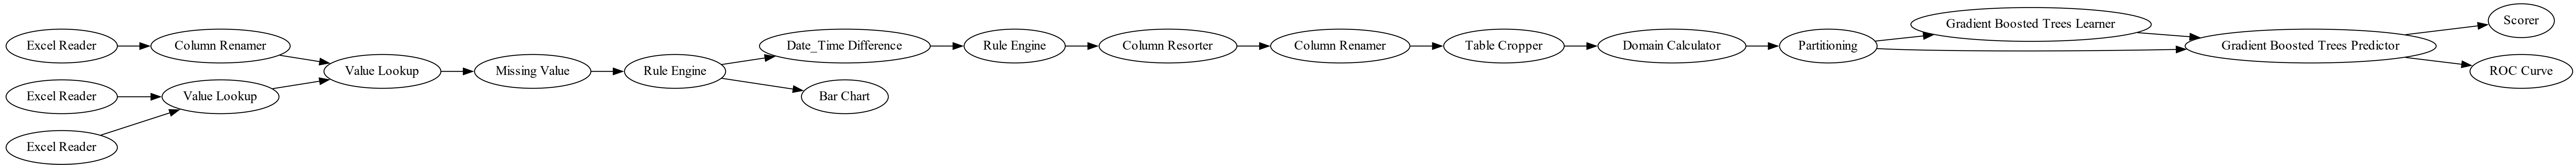 Excel Reader
Column Renamer
Excel Reader
Value Lookup
Excel Reader
Value Lookup
Missing Value
Rule Engine
Date_Time Difference
Bar Chart
Rule Engine
Column Resorter
Column Renamer
Table Cropper
Domain Calculator
Partitioning
Gradient Boosted Trees Learner
Gradient Boosted Trees Predictor
Scorer
ROC Curve